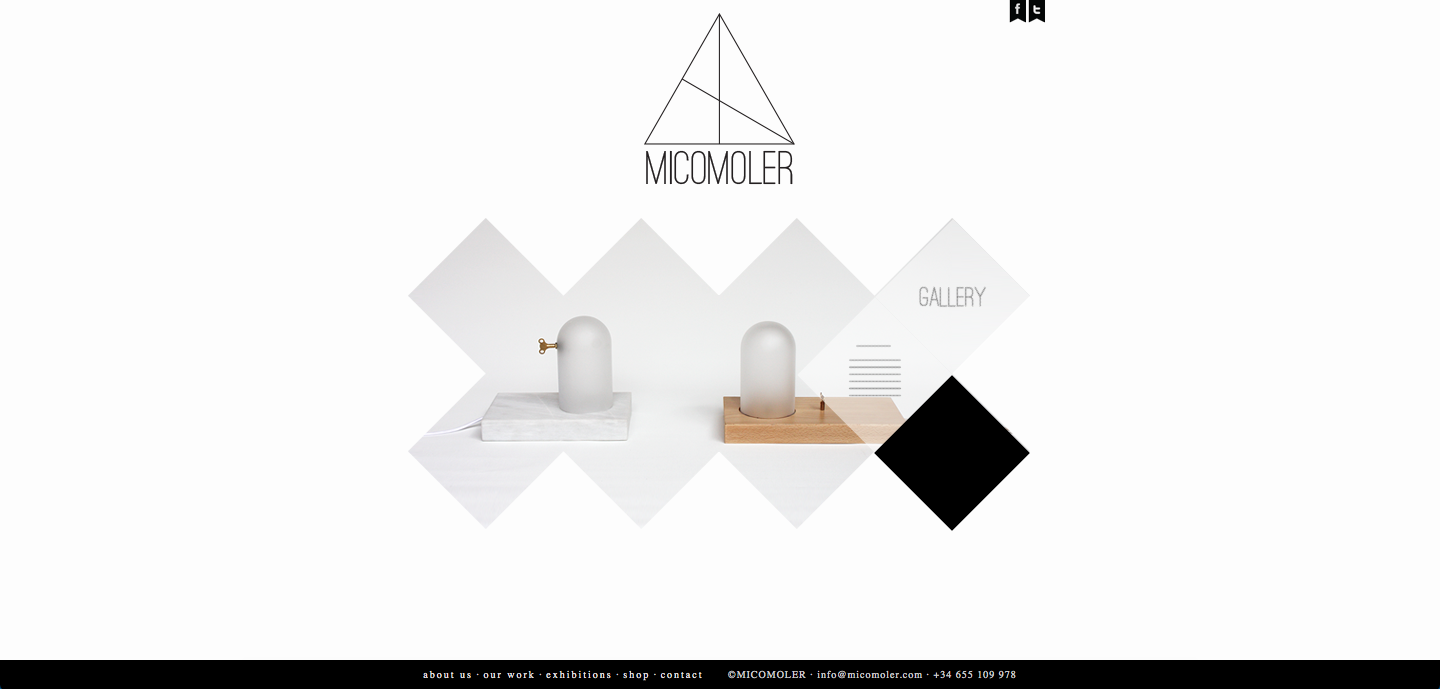 f t
MICOMOLER
GALLERY
about us · our work · exhibitions · shop · contact ©MICOMOLER · info@micomoler.com · +34 655 109 978